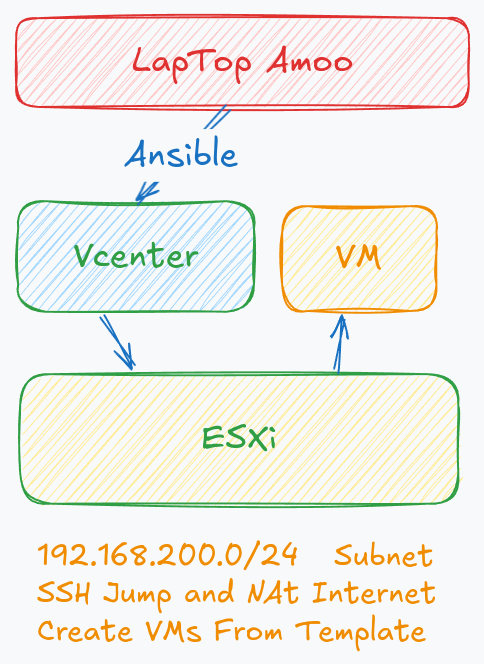 LapTop Amoo
Ansible
Vcenter
VM
ESXi
192.168.200.0/24 Subnet
SSH Jump and NAt Internet
Create VMs From Template